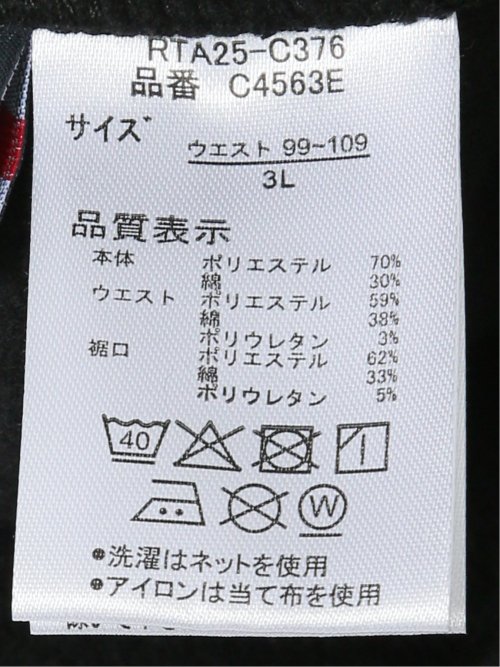 RTA25-C376
品番 C4563E
サイズ
ウエスト 99~109
3L
品質表示
本体 ポリエステル 70%
綿 30%
ウエスト ポリエステル 59%
綿 38%
ポリウレタン 3%
裾口 ポリエステル 62%
綿 33%
ポリウレタン 5%
40
W
●洗濯はネットを使用
●アイロンは当て布を使用